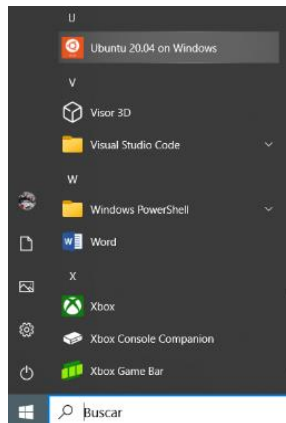 U
Ubuntu 20.04 on Windows
V
Visor 3D
Visual Studio Code
W
Windows PowerShell
Word
X
Xbox
Xbox Console Companion
Xbox Game Bar
Buscar